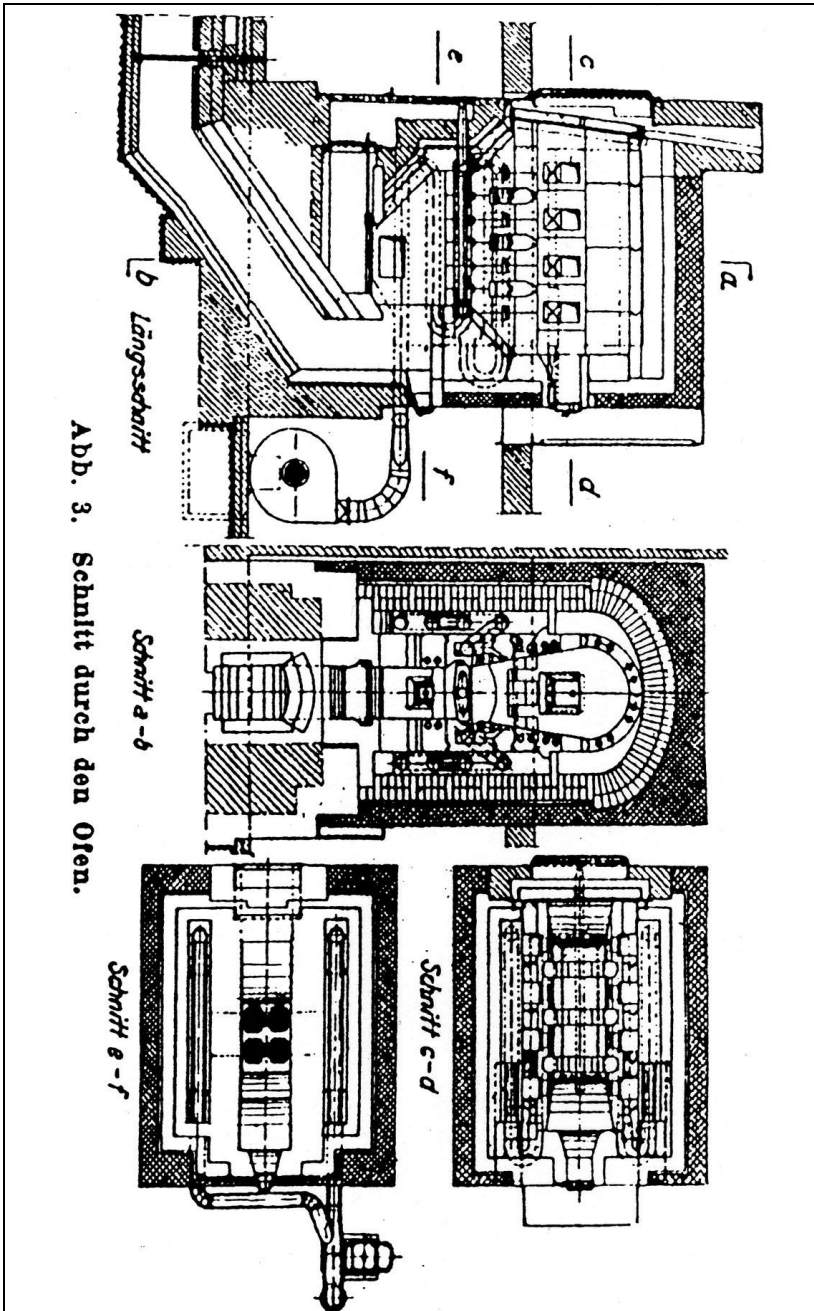 c
e
a
b
Längsschnitt
f
d
Schnitt a-b
Schnitt e-f
Schnitt c-d
Abb. 3. Schnitt durch den Ofen.